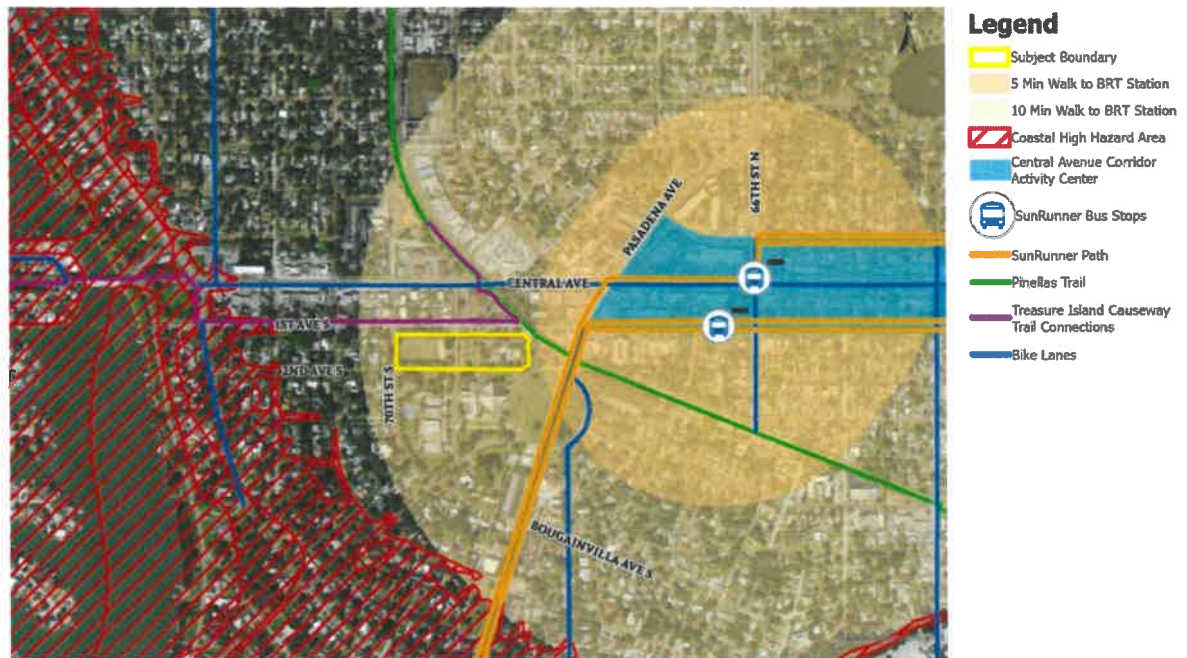 Legend
Subject Boundary
5 Min Walk to BRT Station
10 Min Walk to BRT Station
Coastal High Hazard Area
Central Avenue Corridor
Activity Center
SunRunner Bus Stops
SunRunner Path
Pinellas Trail
Treasure Island Causeway
Trail Connections
Bike Lanes
N
66TH ST N
PASADENA AVE
CENTRAL AVE
1ST AVE S
2ND AVE S
70TH ST S
BOUGAINVILLA AVE S